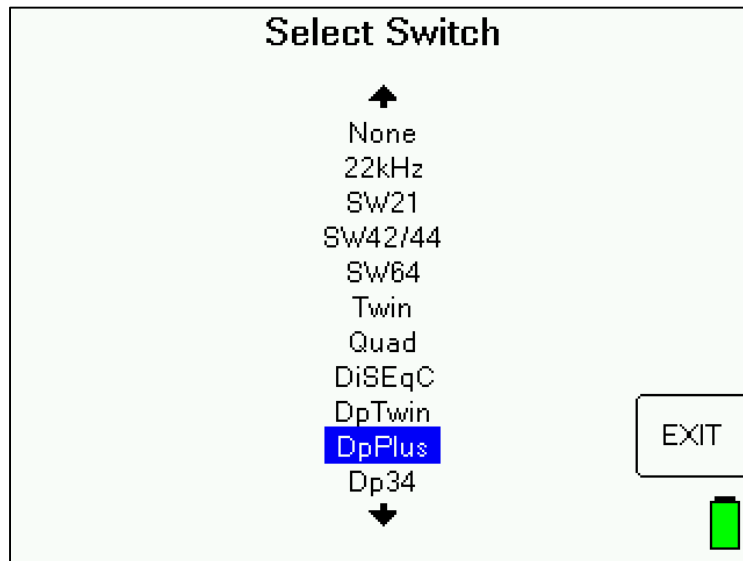 Select Switch
None
22kHz
SW21
SW42/44
SW64
Twin
Quad
DiSEqC
DpTwin
DpPlus
Dp34
EXIT